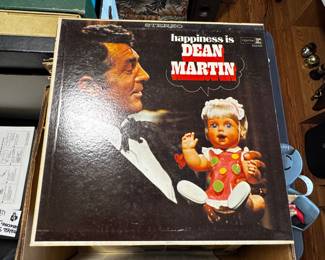 STEREO
happiness is
DEAN
MARTIN